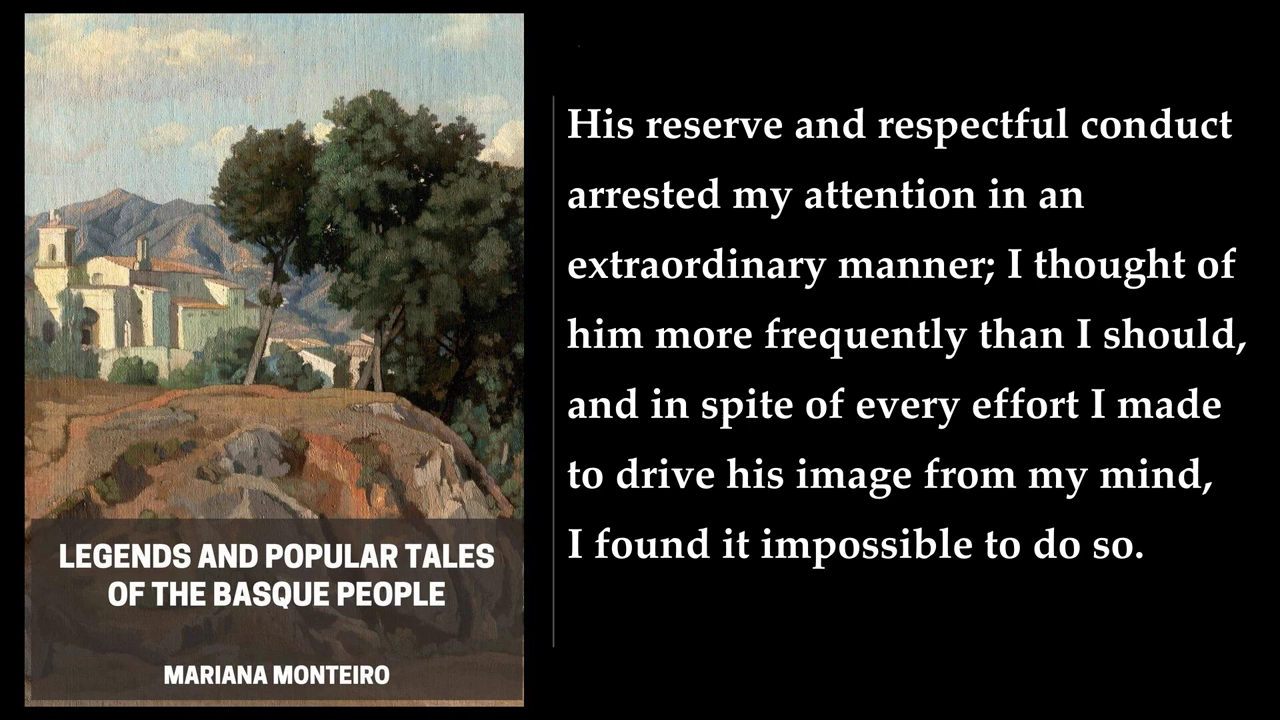 LEGENDS AND POPULAR TALES
OF THE BASQUE PEOPLE
MARIANA MONTEIRO
His reserve and respectful conduct
arrested my attention in an
extraordinary manner; I thought of
him more frequently than I should,
and in spite of every effort I made
to drive his image from my mind,
I found it impossible to do so.